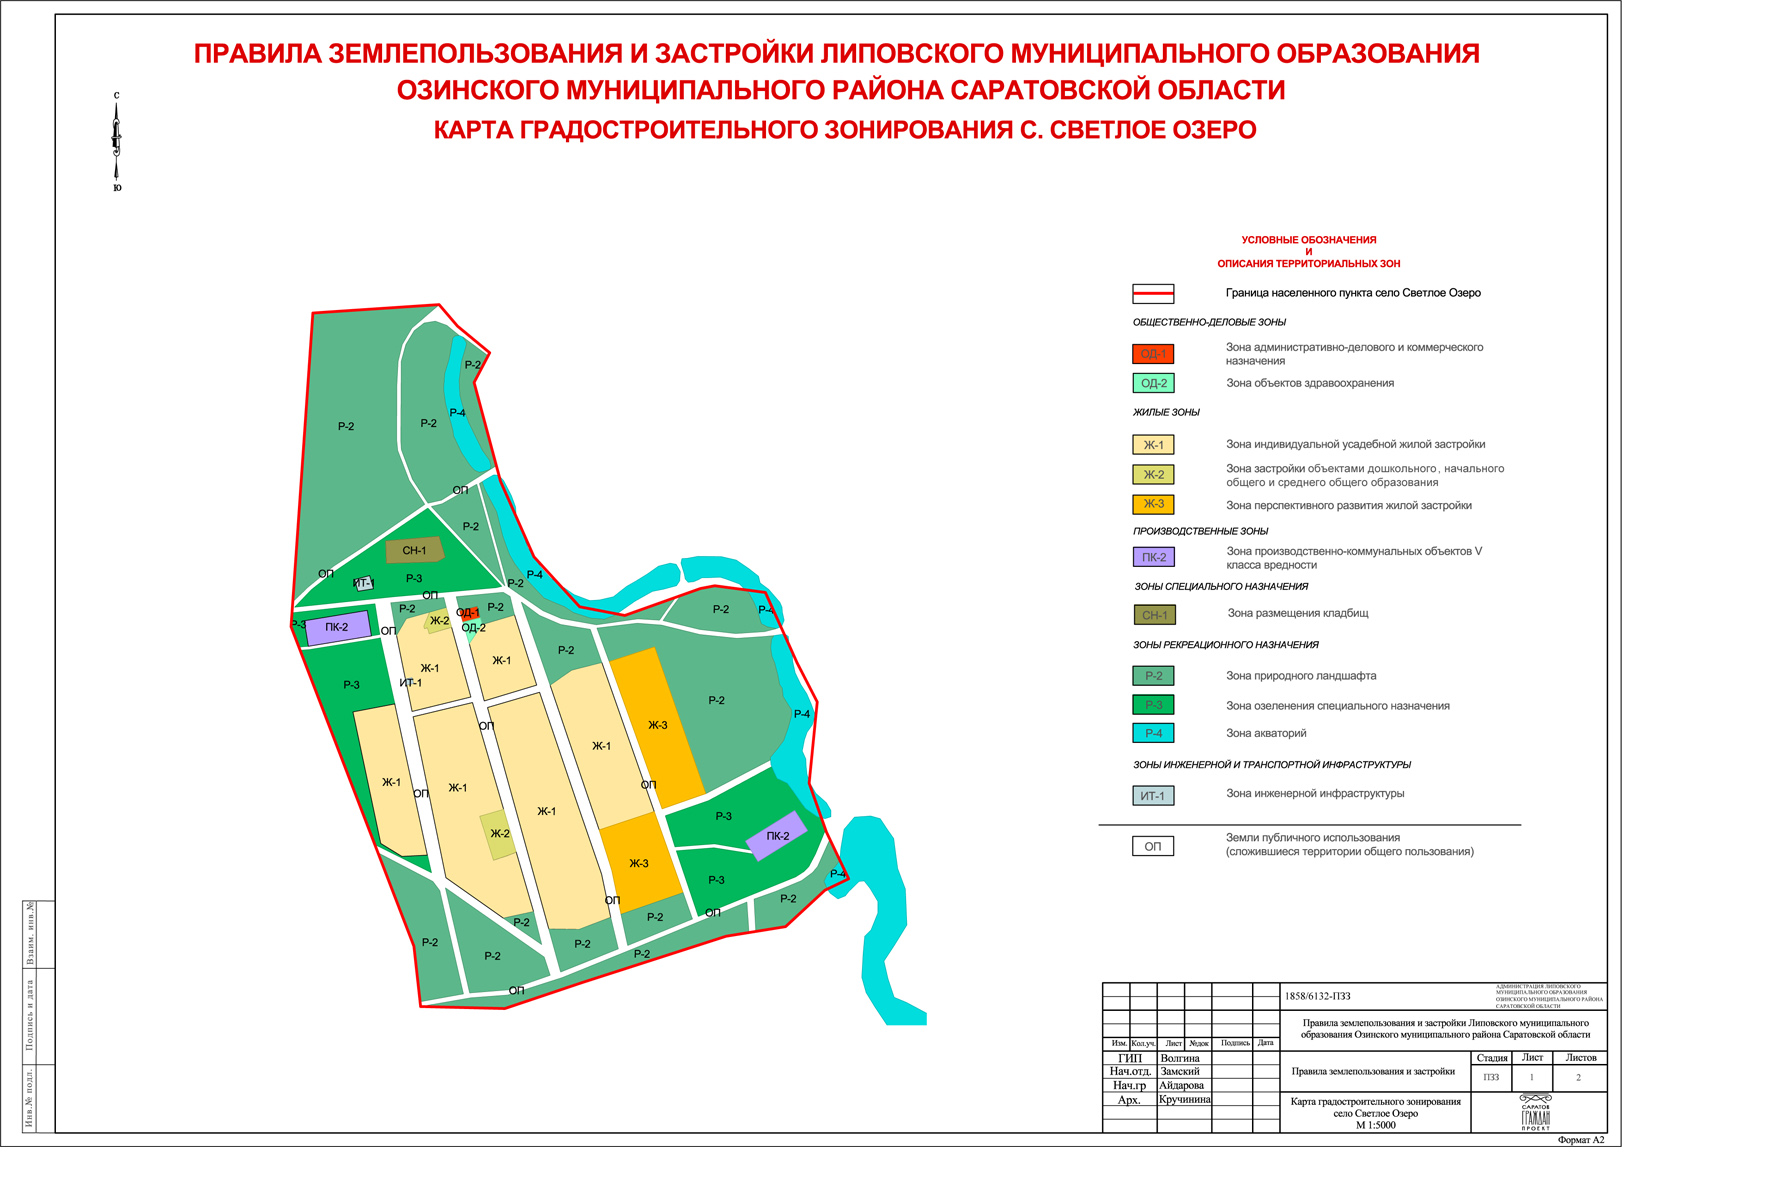 ПРАВИЛА ЗЕМЛЕПОЛЬЗОВАНИЯ И ЗАСТРОЙКИ ЛИПОВСКОГО МУНИЦИПАЛЬНОГО ОБРАЗОВАНИЯ
ОЗИНСКОГО МУНИЦИПАЛЬНОГО РАЙОНА САРАТОВСКОЙ ОБЛАСТИ
КАРТА ГРАДОСТРОИТЕЛЬНОГО ЗОНИРОВАНИЯ С. СВЕТЛОЕ ОЗЕРО
С
Ю
УСЛОВНЫЕ ОБОЗНАЧЕНИЯ
И
ОПИСАНИЯ ТЕРРИТОРИАЛЬНЫХ ЗОН
Граница населенного пункта село Светлое Озеро
ОБЩЕСТВЕННО-ДЕЛОВЫЕ ЗОНЫ
ОД-1 Зона административно-делового и коммерческого
назначения
ОД-2 Зона объектов здравоохранения
ЖИЛЫЕ ЗОНЫ
Ж-1 Зона индивидуальной усадебной жилой застройки
Ж-2 Зона застройки объектами дошкольного, начального
общего и среднего общего образования
Ж-3 Зона перспективного развития жилой застройки
ПРОИЗВОДСТВЕННЫЕ ЗОНЫ
ПК-2 Зона производственно-коммунальных объектов V
класса вредности
ЗОНЫ СПЕЦИАЛЬНОГО НАЗНАЧЕНИЯ
СН-1 Зона размещения кладбищ
ЗОНЫ РЕКРЕАЦИОННОГО НАЗНАЧЕНИЯ
Р-2 Зона природного ландшафта
Р-3 Зона озеленения специального назначения
Р-4 Зона акваторий
ЗОНЫ ИНЖЕНЕРНОЙ И ТРАНСПОРТНОЙ ИНФРАСТРУКТУРЫ
ИТ-1 Зона инженерной инфраструктуры
ОП Земли публичного использования
(сложившиеся территории общего пользования)
Р-2
Р-4
Р-2
Р-2
ОП
Р-2
СН-1
ОП
ИТ-1
Р-3
Р-2
Р-4
ОП
Р-2
ОД-1
Р-2
Р-2
Р-4
Р-3
ПК-2
ОП
Ж-2
ОД-2
Р-2
Ж-1
Ж-1
Р-3
ИТ-1
Р-2
Р-4
ОП
Ж-3
Ж-1
Ж-1
Ж-1
ОП
ОП
Ж-1
Р-3
Ж-2
ПК-2
Ж-3
Р-3
Р-4
ОП
Р-2
ОП
Р-2
Р-2
Р-2
Р-2
Р-2
Р-2
ОП
Взаим. инв.№
Подпись и дата
Инв.№ подл.
1858/6132-ПЗЗ
АДМИНИСТРАЦИЯ ЛИПОВСКОГО
МУНИЦИПАЛЬНОГО ОБРАЗОВАНИЯ
ОЗИНСКОГО МУНИЦИПАЛЬНОГО РАЙОНА
САРАТОВСКОЙ ОБЛАСТИ
Правила землепользования и застройки Липовского муниципального
образования Озинского муниципального района Саратовской области
Изм. Кол.уч. Лист №док Подпись Дата
ГИП Волгина
Нач.отд. Замский
Нач.гр Айдарова
Арх. Кручинина
Правила землепользования и застройки
Стадия Лист Листов
ПЗЗ 1 2
Карта градостроительного зонирования
село Светлое Озеро
М 1:5000
САРАТОВ
ГРАЖДАН
ПРОЕКТ
Формат А2